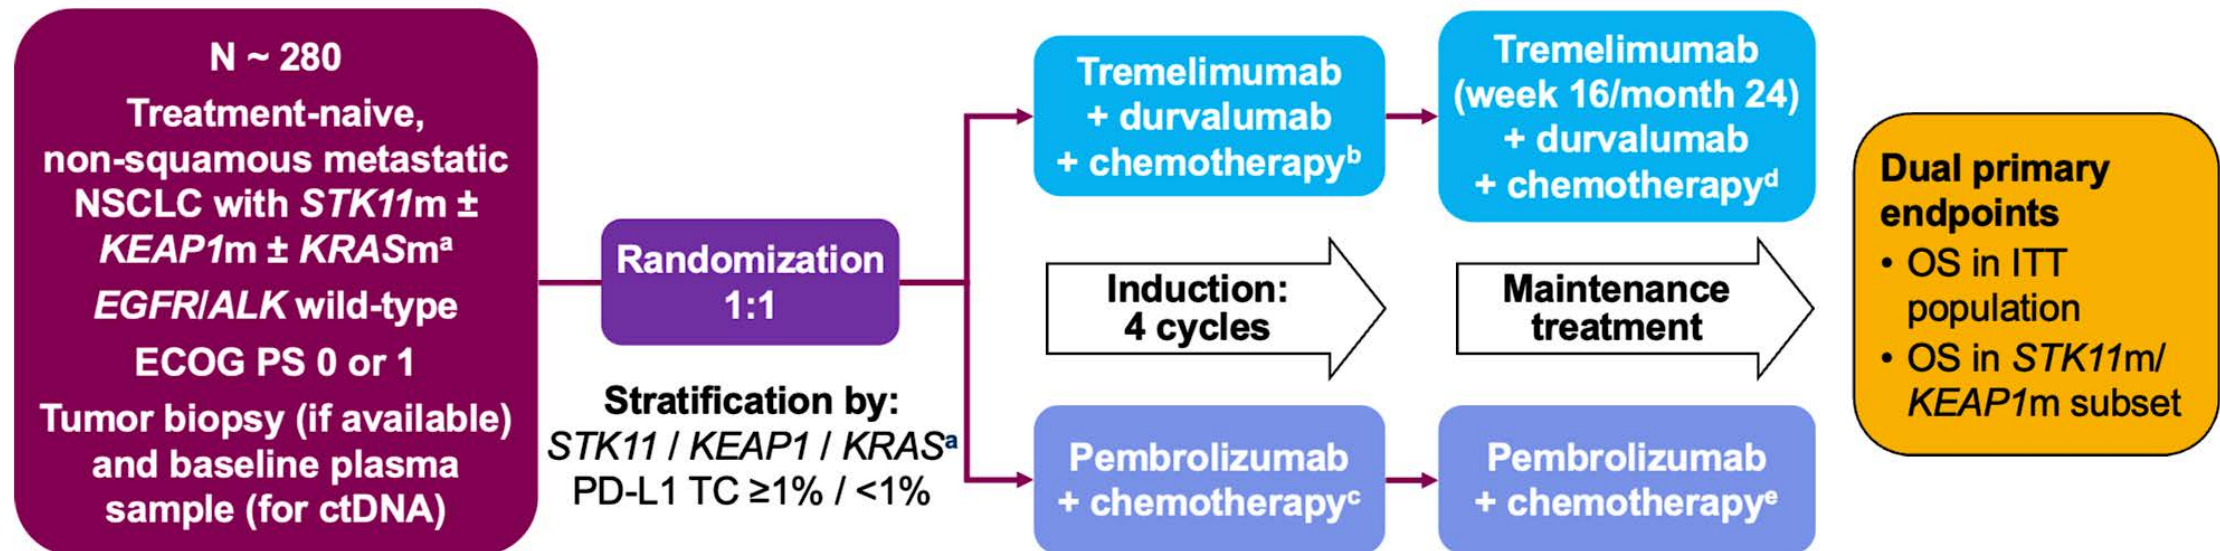 N ~ 280
Treatment-naive,
non-squamous metastatic
NSCLC with STK11m ±
KEAP1m ± KRASmᵃ
EGFR/ALK wild-type
ECOG PS 0 or 1
Tumor biopsy (if available)
and baseline plasma
sample (for ctDNA)
Randomization
1:1
Stratification by:
STK11 / KEAP1 / KRASᵃ
PD-L1 TC ≥1% / <1%
Tremelimumab
+ durvalumab
+ chemotherapyᵇ
Tremelimumab
(week 16/month 24)
+ durvalumab
+ chemotherapyᵈ
Induction:
4 cycles
Maintenance
treatment
Pembrolizumab
+ chemotherapyᶜ
Pembrolizumab
+ chemotherapyᵉ
Dual primary
endpoints
• OS in ITT
population
• OS in STK11m/
KEAP1m subset